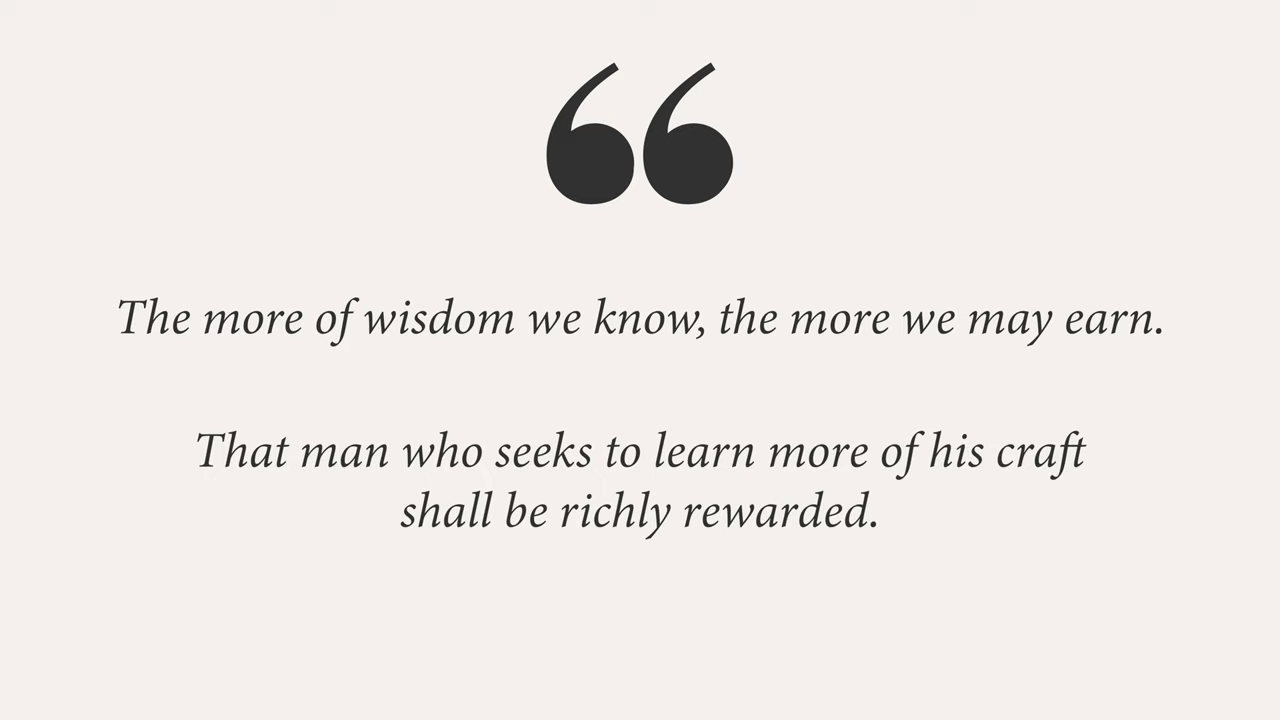 “
The more of wisdom we know, the more we may earn.
That man who seeks to learn more of his craft
shall be richly rewarded.